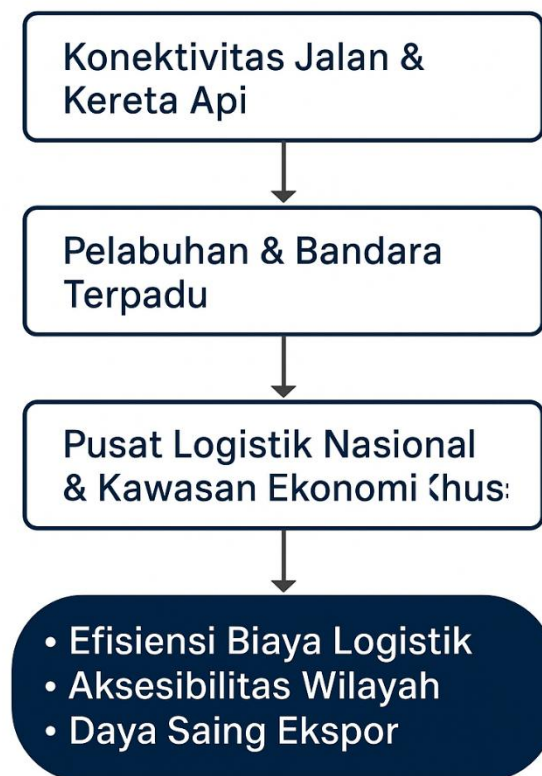 Konektivitas Jalan &
Kereta Api
Pelabuhan & Bandara
Terpadu
Pusat Logistik Nasional
& Kawasan Ekonomi
• Efisiensi Biaya Logistik
• Aksesibilitas Wilayah
• Daya Saing Ekspor